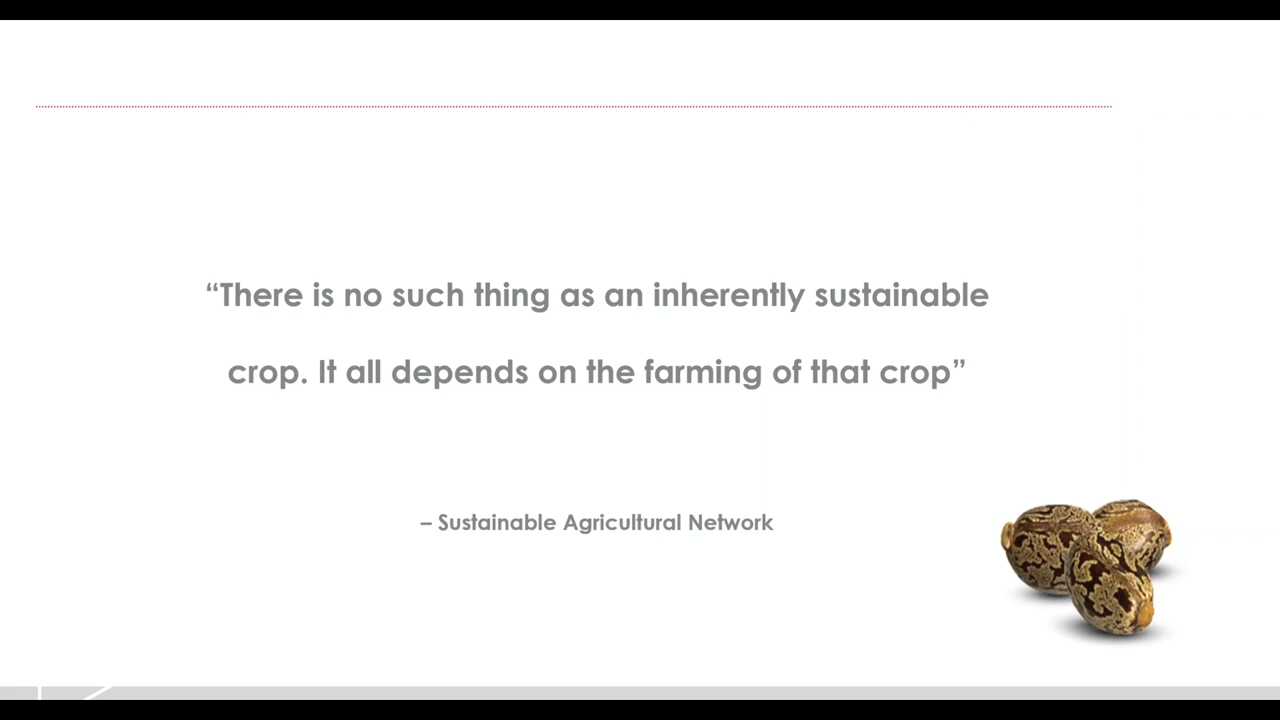 “There is no such thing as an inherently sustainable
crop. It all depends on the farming of that crop”
– Sustainable Agricultural Network